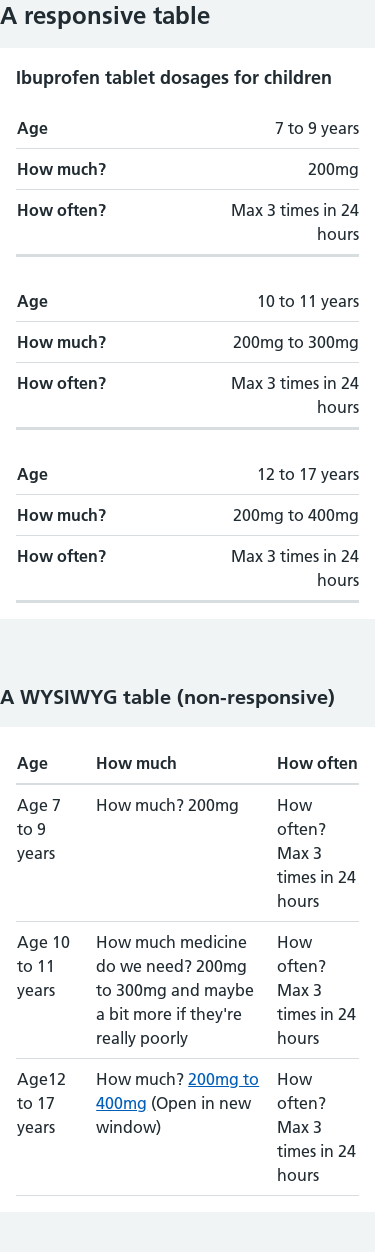 A responsive table
Ibuprofen tablet dosages for children
Age 7 to 9 years
How much? 200mg
How often? Max 3 times in 24
hours
Age 10 to 11 years
How much? 200mg to 300mg
How often? Max 3 times in 24
hours
Age 12 to 17 years
How much? 200mg to 400mg
How often? Max 3 times in 24
hours
A WYSIWYG table (non-responsive)
Age How much How often
Age 7
to 9
years
How much? 200mg
How
often?
Max 3
times in 24
hours
Age 10
to 11
years
How much medicine
do we need? 200mg
to 300mg and maybe
a bit more if they're
really poorly
How
often?
Max 3
times in 24
hours
Age12
to 17
years
How much? 200mg to
400mg (Open in new
window)
How
often?
Max 3
times in 24
hours